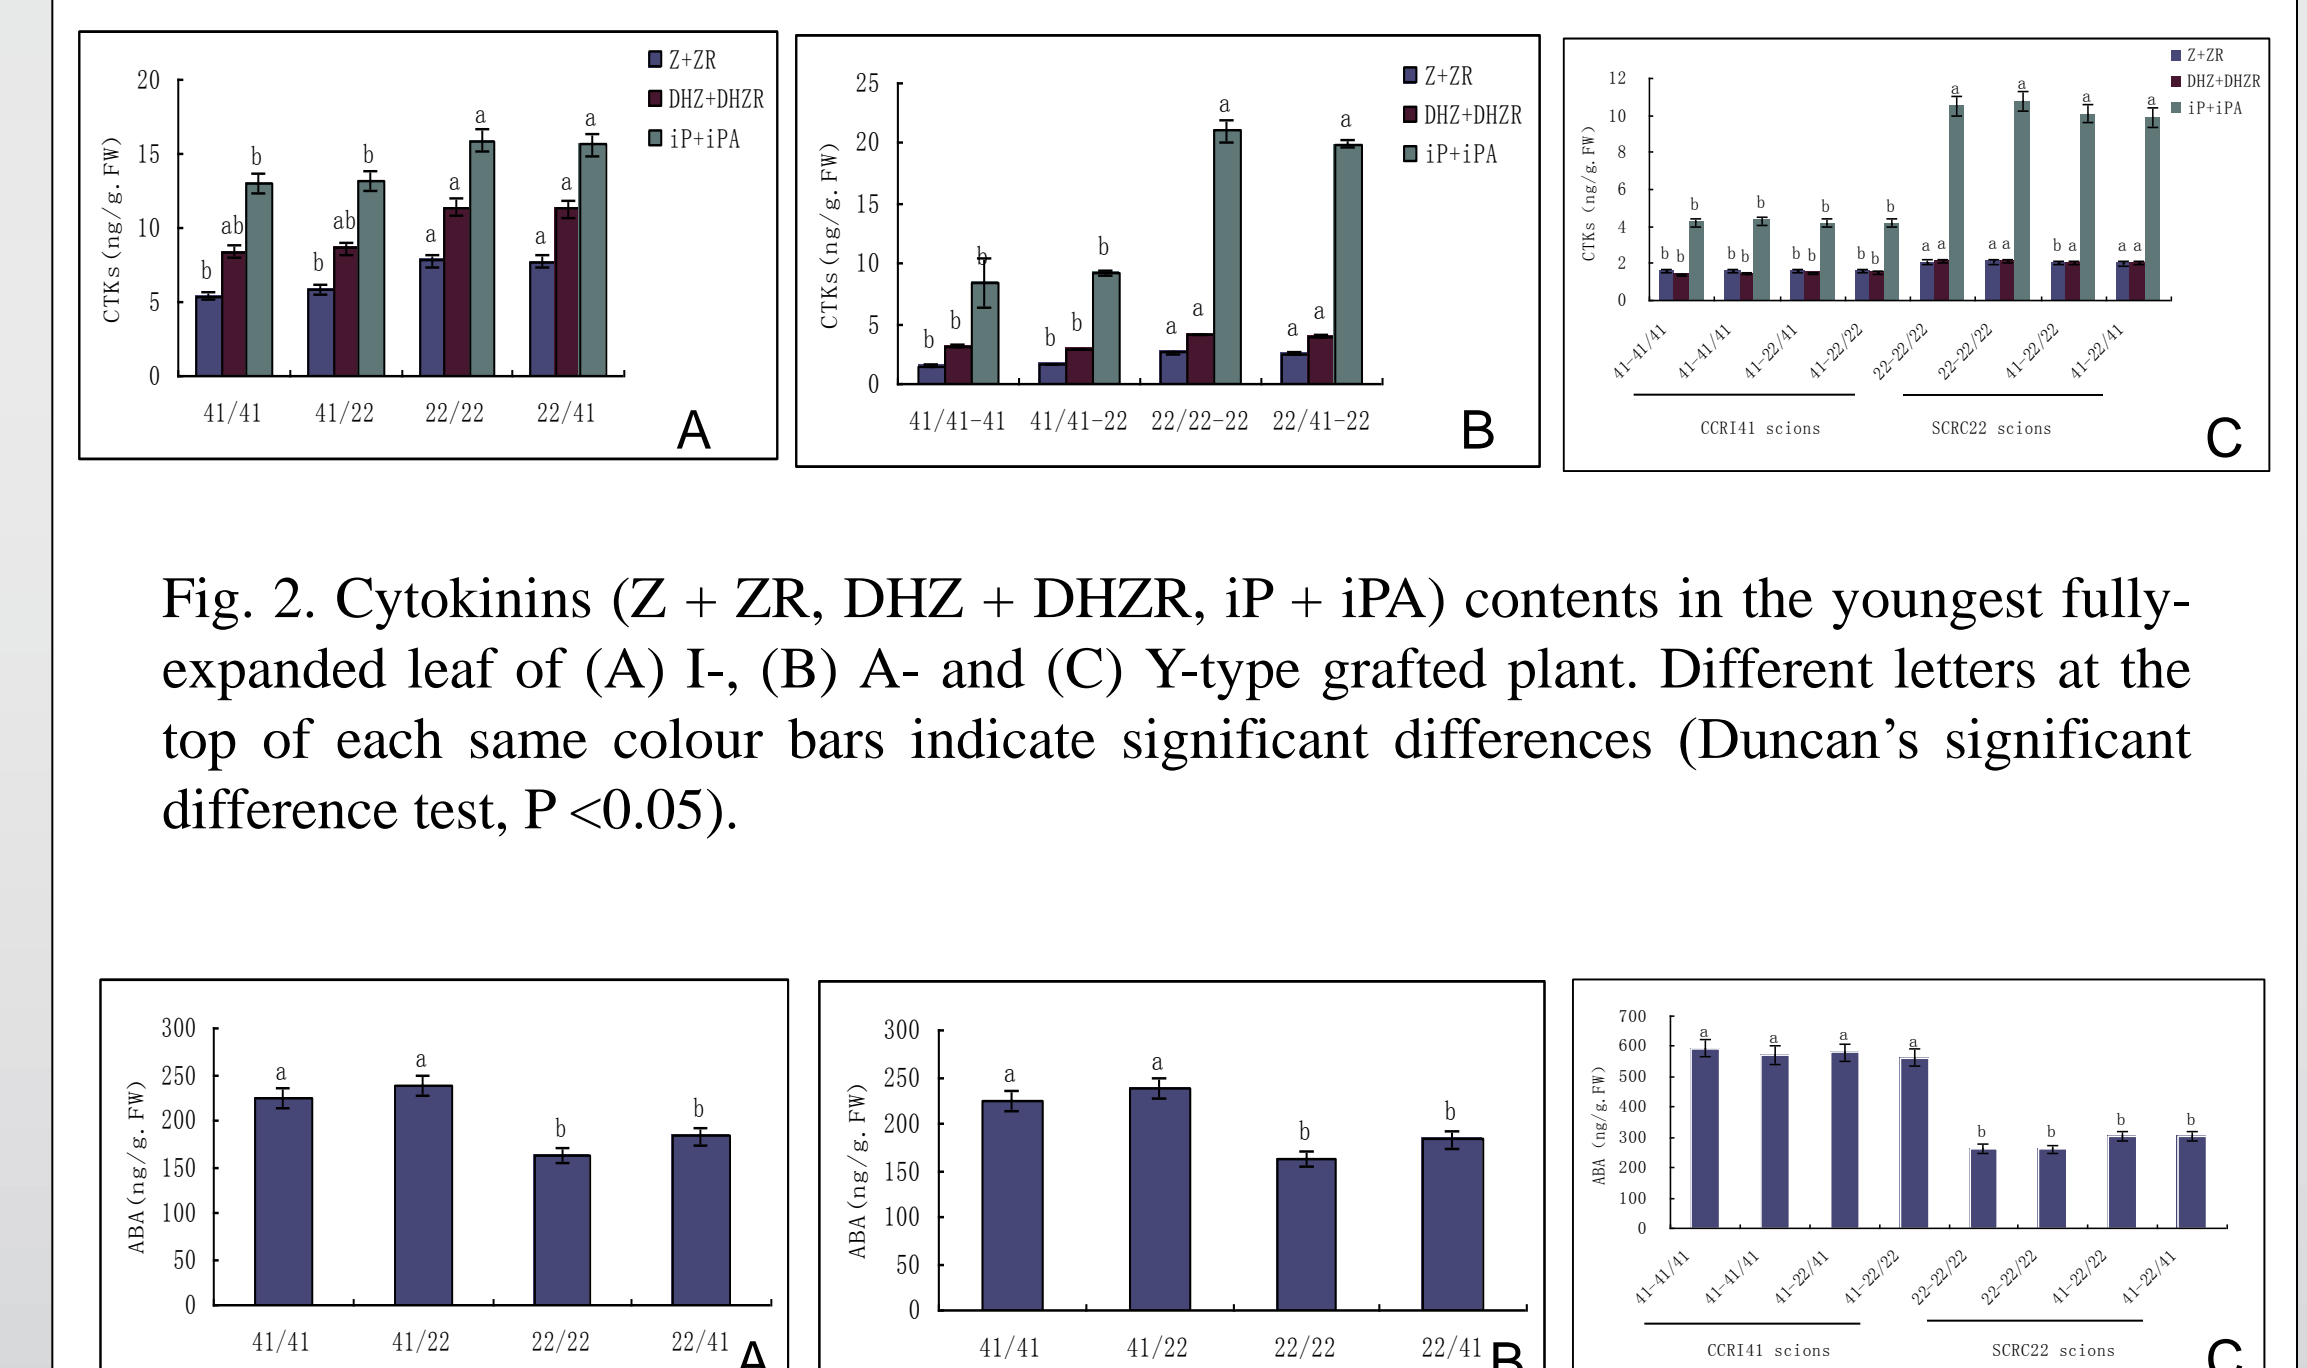 20
15
10
5
0
CTKs(ng/g.FW)
b ab b
b ab b
a a a
a a a
41/41 41/22 22/22 22/41
Z+ZR
DHZ+DHZR
iP+iPA
A
25
20
15
10
5
0
CTKs(ng/g.FW)
b b b
b b b
a a a
a a a
41/41-41 41/41-22 22/22-22 22/41-22
Z+ZR
DHZ+DHZR
iP+iPA
B
12
10
8
6
4
2
0
CTKs (ng/g.FW)
b b b
b b b
b b b
b b b
a a a
a a a
b a a
a a a
41-41/41 41-41/41 41-22/41 41-22/22 22-22/22 22-22/22 41-22/22 41-22/41
CCRI41 scions SCRC22 scions
Z+ZR
DHZ+DHZR
iP+iPA
C
Fig. 2. Cytokinins (Z + ZR, DHZ + DHZR, iP + iPA) contents in the youngest fully-
expanded leaf of (A) I-, (B) A- and (C) Y-type grafted plant. Different letters at the
top of each same colour bars indicate significant differences (Duncan’s significant
difference test, P <0.05).
300
250
200
150
100
50
0
ABA(ng/g.FW)
a a b b
41/41 41/22 22/22 22/41
A
300
250
200
150
100
50
0
ABA(ng/g.FW)
a a b b
41/41 41/22 22/22 22/41
B
700
600
500
400
300
200
100
0
ABA (ng/g.FW)
a a a a b b b b
41-41/41 41-41/41 41-22/41 41-22/22 22-22/22 22-22/22 41-22/22 41-22/41
CCRI41 scions SCRC22 scions
C